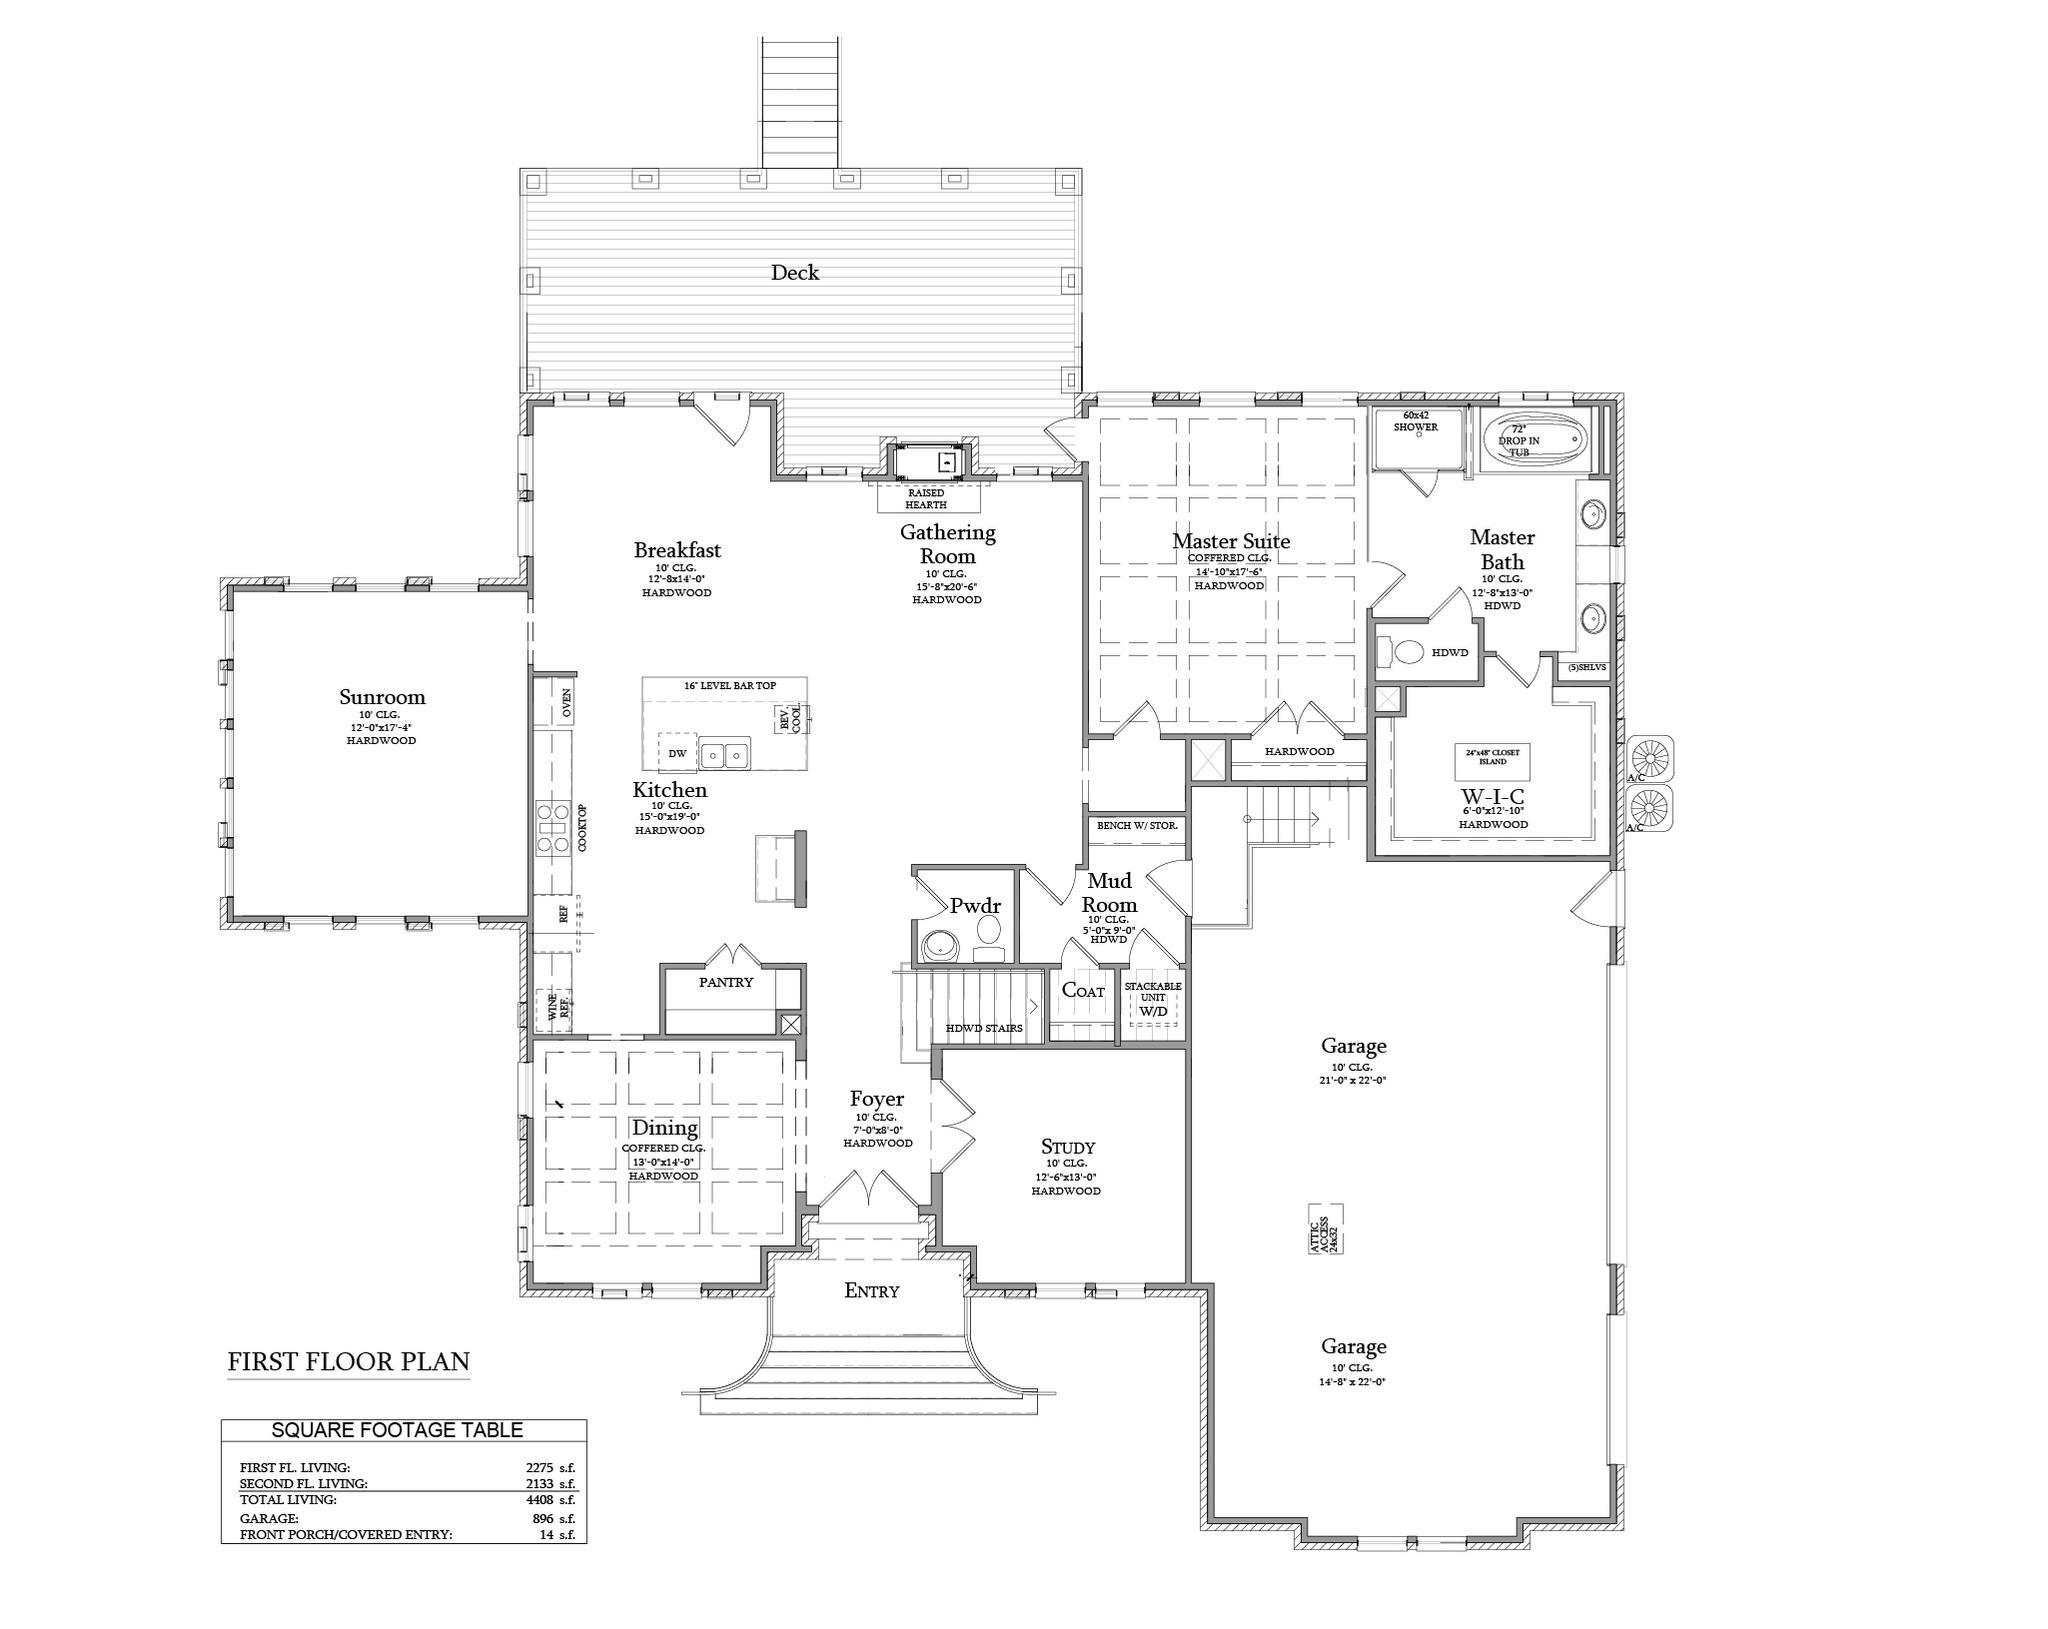 Deck
60x42
SHOWER
72"
DROP IN
TUB
RAISED
HEARTH
Gathering
Room
10' CLG.
15'-8"x20'-6"
HARDWOOD
Breakfast
10' CLG.
12'-8x14'-0"
HARDWOOD
Master Suite
COFFERED CLG.
14'-10"x17'-6"
HARDWOOD
Master
Bath
10' CLG.
12'-8"x13'-0"
HDWD
HDWD
(5)SHLVS
Sunroom
10' CLG.
12'-0"x17'-4"
HARDWOOD
OVEN
16" LEVEL BAR TOP
BEV.
COOL.
DW
Kitchen
10' CLG.
15'-0"x19'-0"
HARDWOOD
COOKTOP
REF
WINE
REF.
HARDWOOD
24"x48" CLOSET
ISLAND
W-I-C
6'-0"x12'-10"
HARDWOOD
A/C
A/C
BENCH W/ STOR.
Mud
Room
10' CLG.
5'-0"x 9'-0"
HDWD
Pwdr
PANTRY
COAT
STACKABLE
UNIT
W/D
HDWD STAIRS
Garage
10' CLG.
21'-0" x 22'-0"
Foyer
10' CLG.
7'-0"x8'-0"
HARDWOOD
Dining
COFFERED CLG.
13'-0"x14'-0"
HARDWOOD
STUDY
10' CLG.
12'-6"x13'-0"
HARDWOOD
ATTIC
ACCESS
24x32
ENTRY
Garage
10' CLG.
14'-8" x 22'-0"
FIRST FLOOR PLAN
SQUARE FOOTAGE TABLE
FIRST FL. LIVING: 2275 s.f.
SECOND FL. LIVING: 2133 s.f.
TOTAL LIVING: 4408 s.f.
GARAGE: 896 s.f.
FRONT PORCH/COVERED ENTRY: 14 s.f.